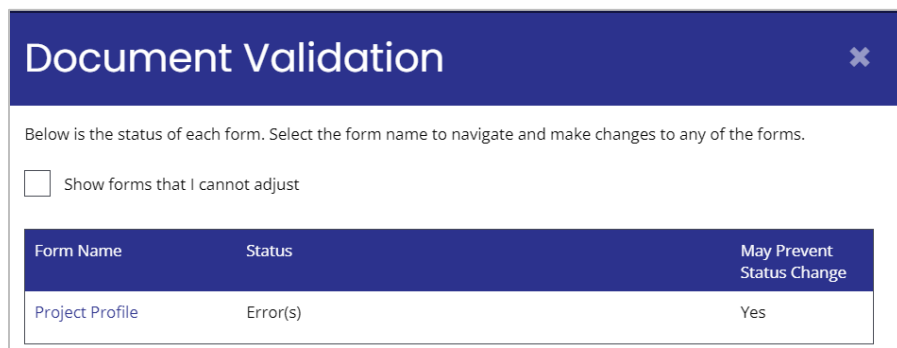 Document Validation
Below is the status of each form. Select the form name to navigate and make changes to any of the forms.
Show forms that I cannot adjust
Form Name Status May Prevent
Status Change
Project Profile Error(s) Yes